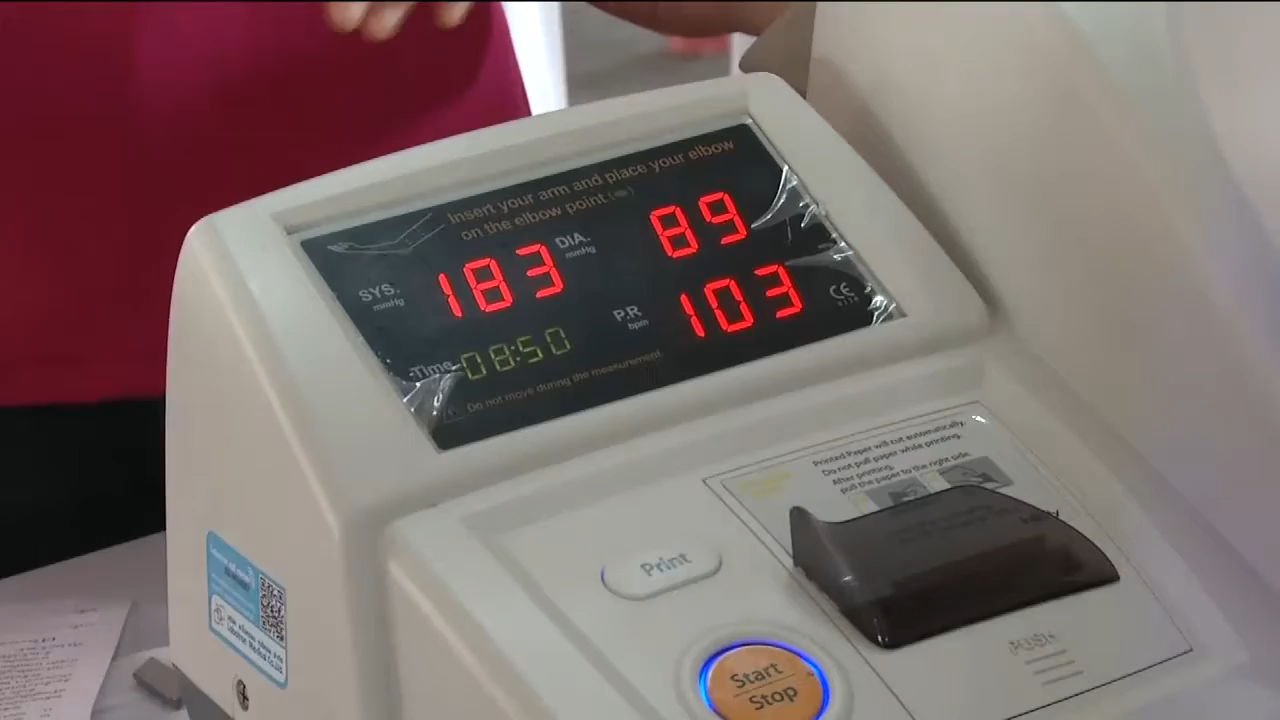 Insert your arm and place your elbow
on the elbow point
SYS.
mmHg
183
DIA.
mmHg
89
Time
08:50
P.R
bpm
103
CE
Do not move during the measurement.
Printed Paper will cut automatically.
Do not pull paper while printing.
After printing,
pull the paper to the right side.
Print
PUSH
Start
Stop